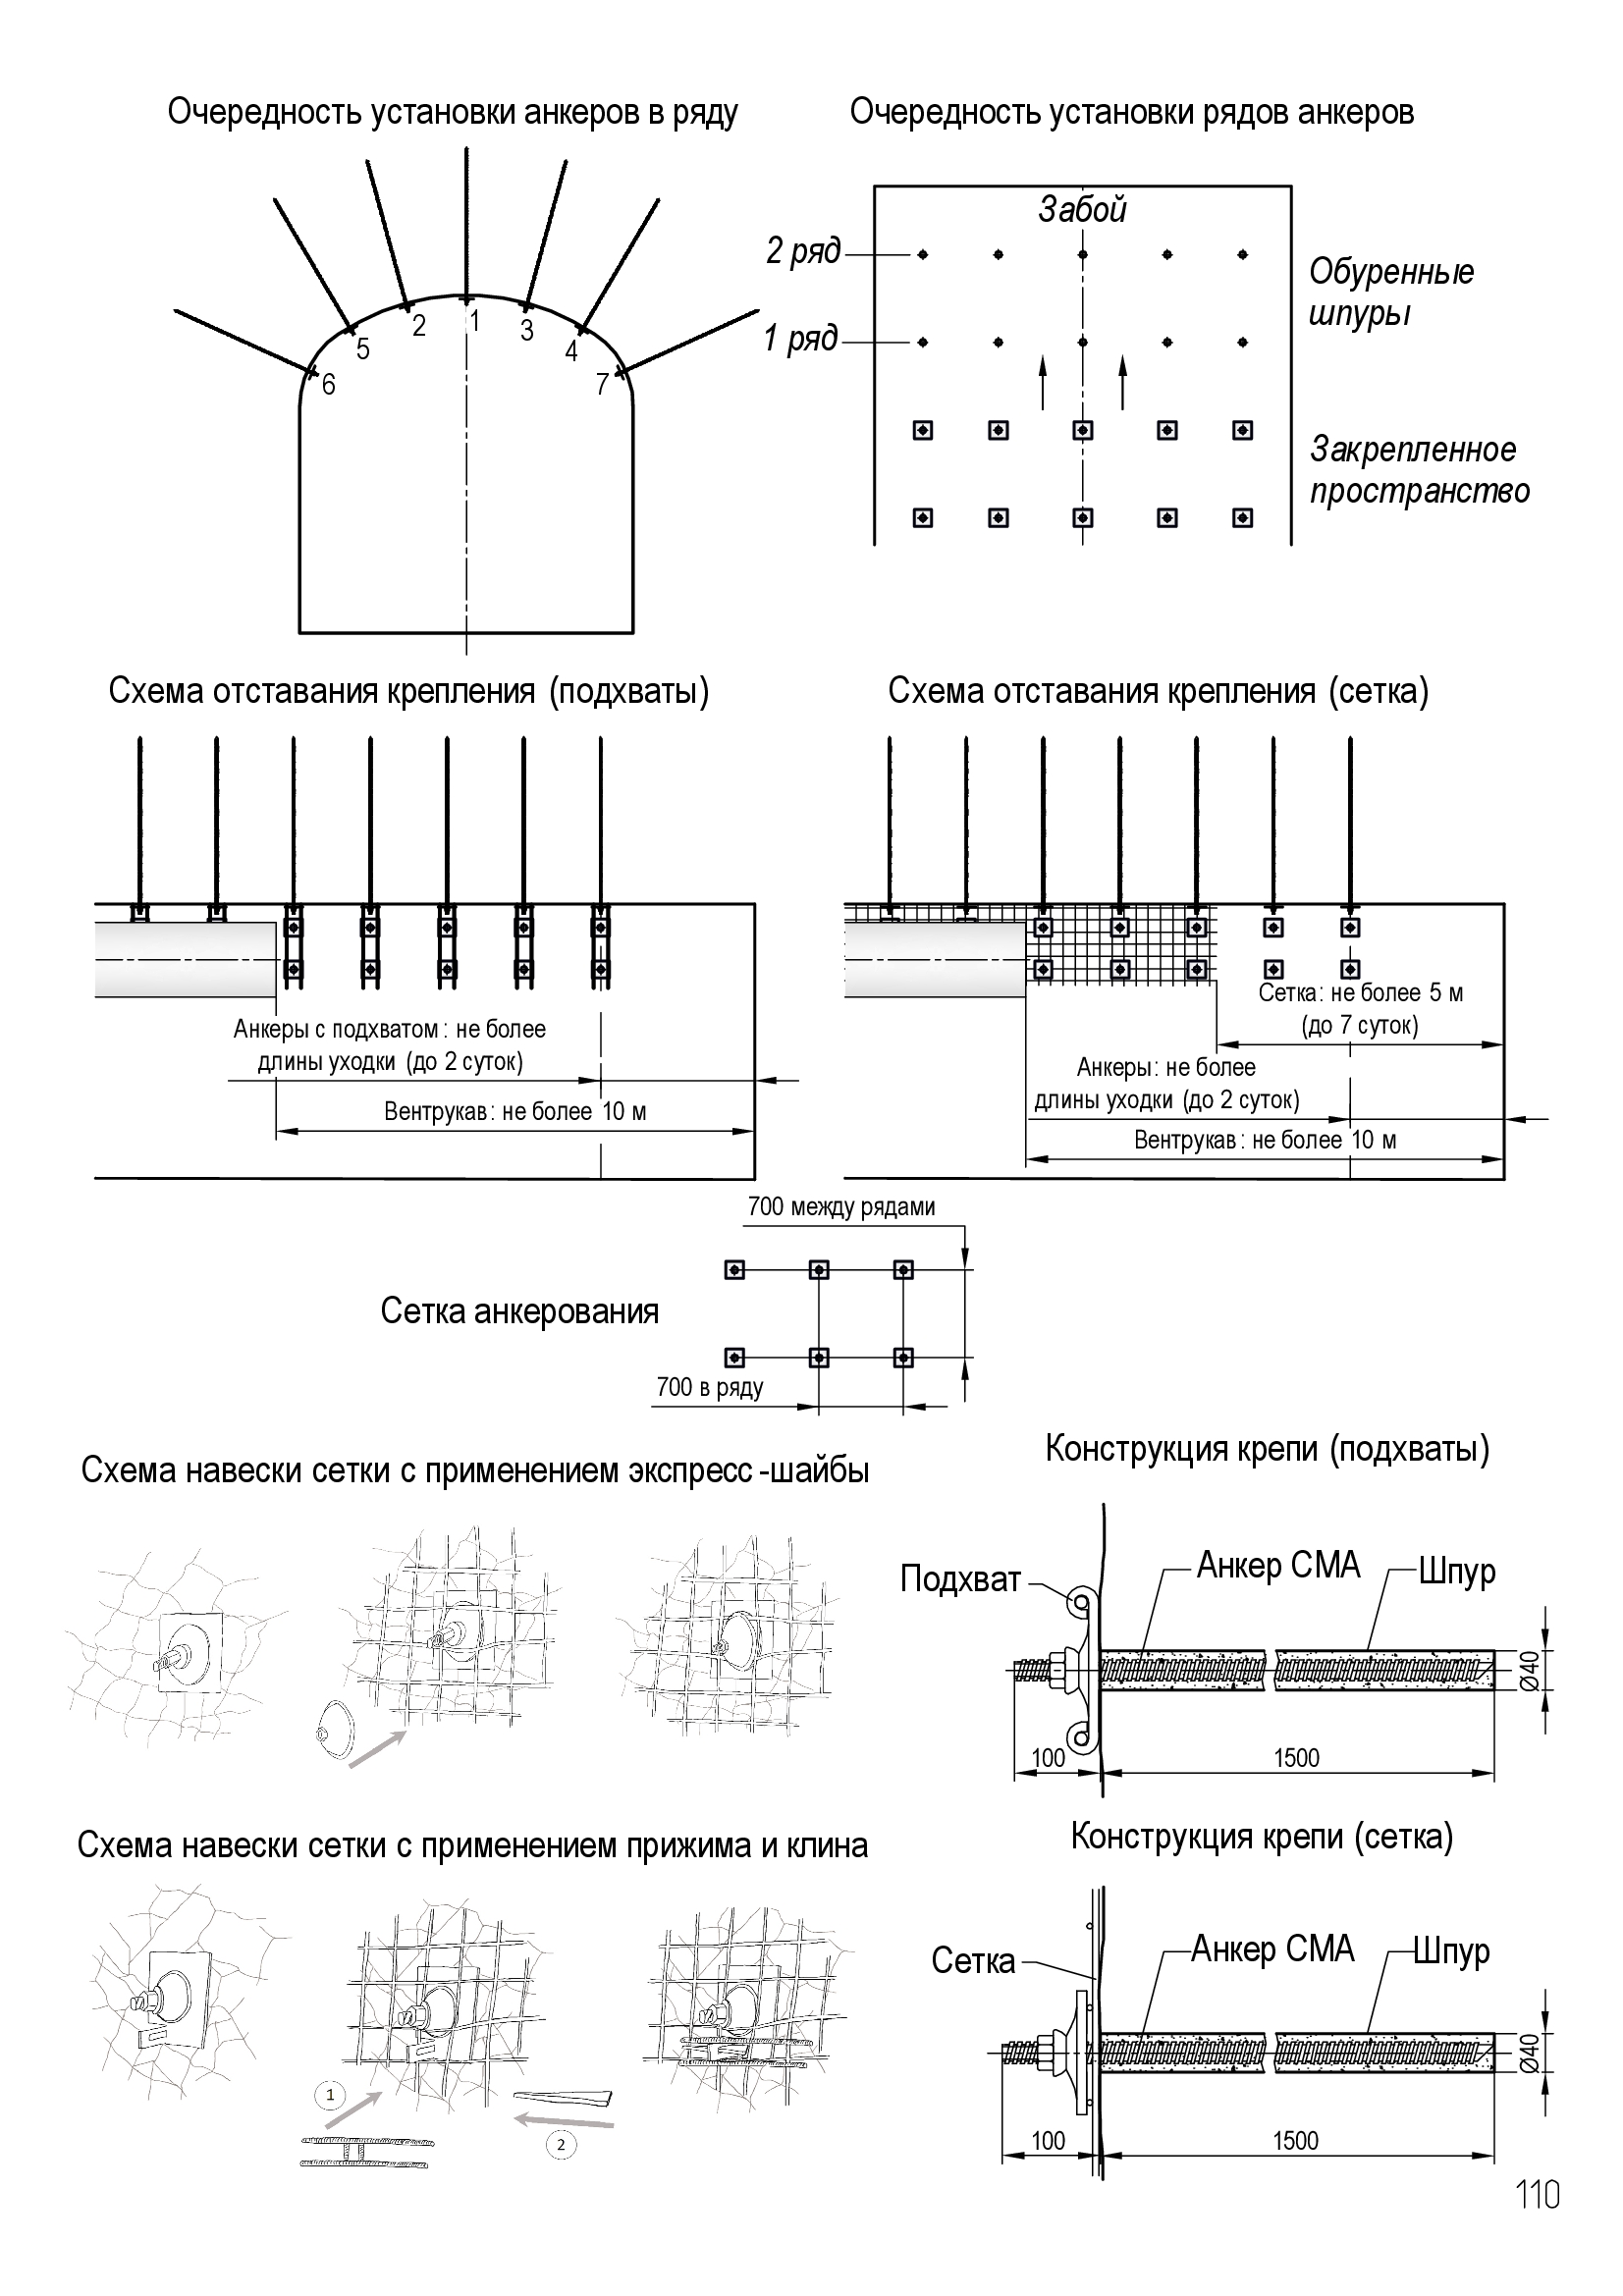 Очередность установки анкеров в ряду
6
5
2
1
3
4
7
Очередность установки рядов анкеров
Забой
2 ряд
1 ряд
Обуренные
шпуры
Закрепленное
пространство
Схема отставания крепления (подхваты)
Анкеры с подхватом: не более
длины уходки (до 2 суток)
Вентрукав: не более 10 м
Схема отставания крепления (сетка)
Сетка: не более 5 м
(до 7 суток)
Анкеры: не более
длины уходки (до 2 суток)
Вентрукав: не более 10 м
700 между рядами
Сетка анкерования
700 в ряду
Схема навески сетки с применением экспресс-шайбы
Конструкция крепи (подхваты)
Подхват
Анкер СМА
Шпур
Ø40
100
1500
Схема навески сетки с применением прижима и клина
1
2
Конструкция крепи (сетка)
Сетка
Анкер СМА
Шпур
Ø40
100
1500
110